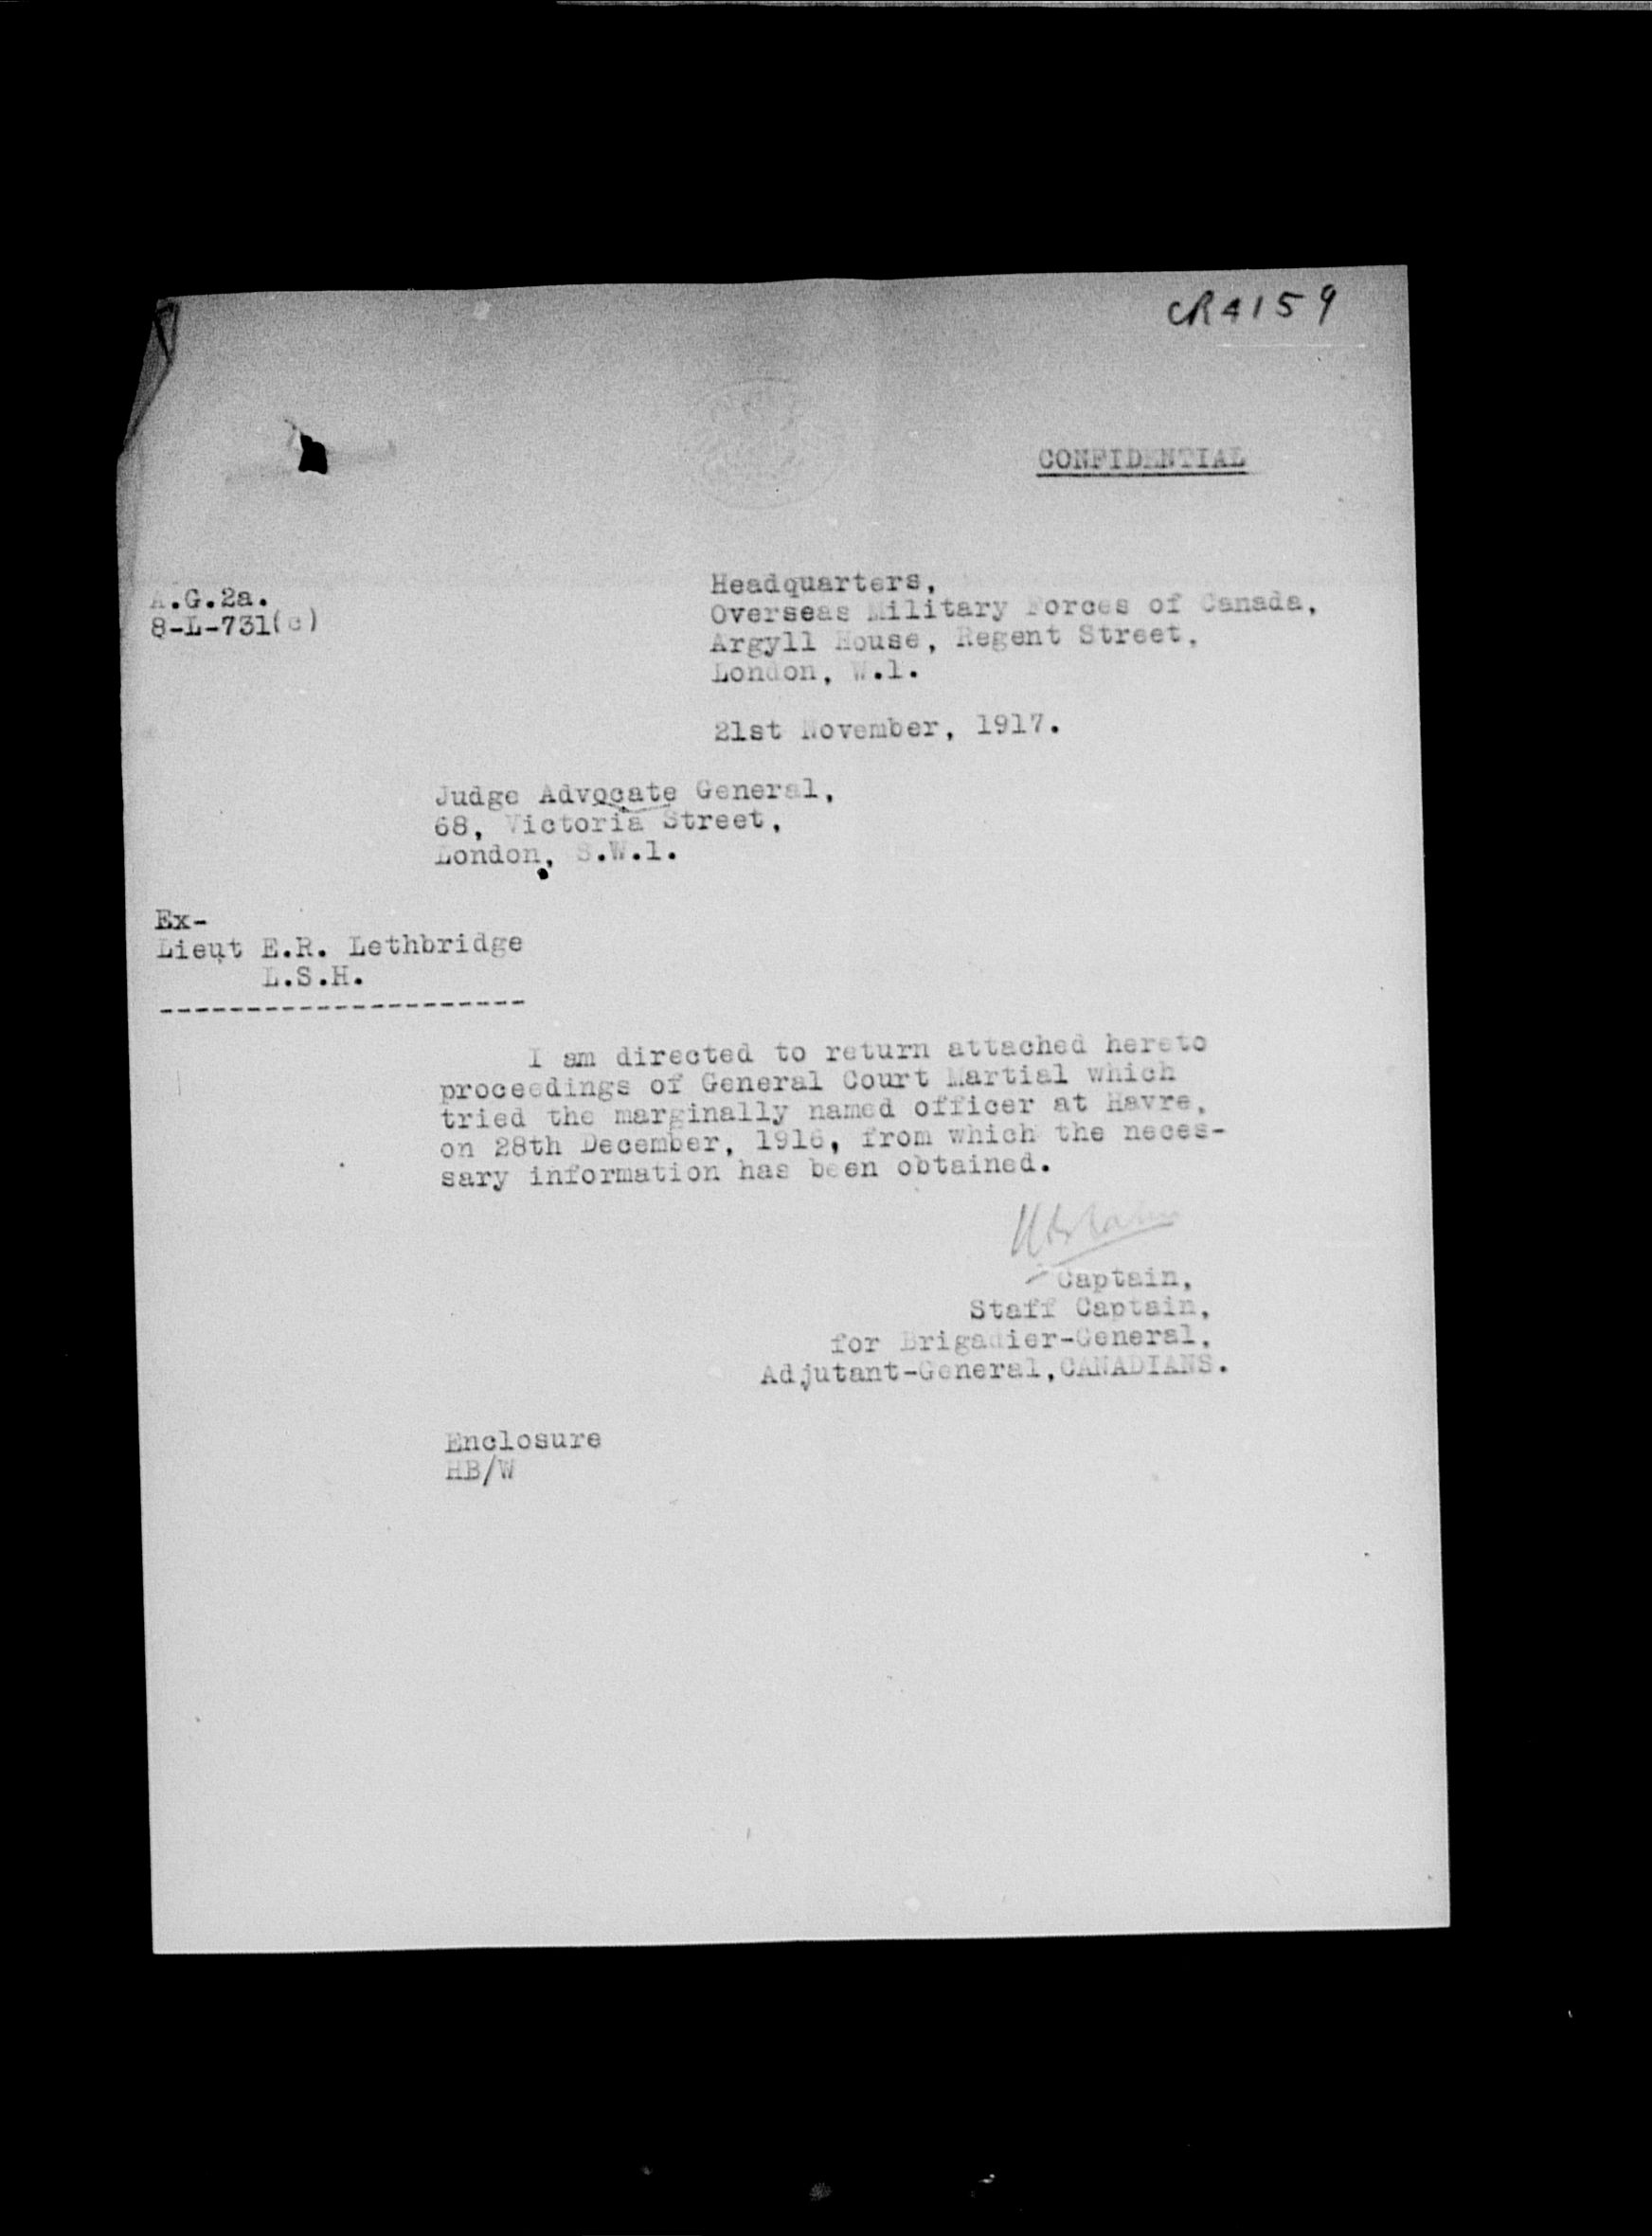 CR4159
CONFIDENTIAL
A.G.2a.
8-L-731(c)
Headquarters,
Overseas Military Forces of Canada,
Argyll House, Regent Street,
London, W.1.
21st November, 1917.
Judge Advocate General,
68, Victoria Street,
London, S.W.1.
Ex-
Lieut E.R. Lethbridge
L.S.H.
----------------------
I am directed to return attached hereto
proceedings of General Court Martial which
tried the marginally named officer at Havre,
on 28th December, 1916, from which the neces-
sary information has been obtained.
Captain,
Staff Captain,
for Brigadier-General,
Adjutant-General,CANADIANS.
Enclosure
HB/W